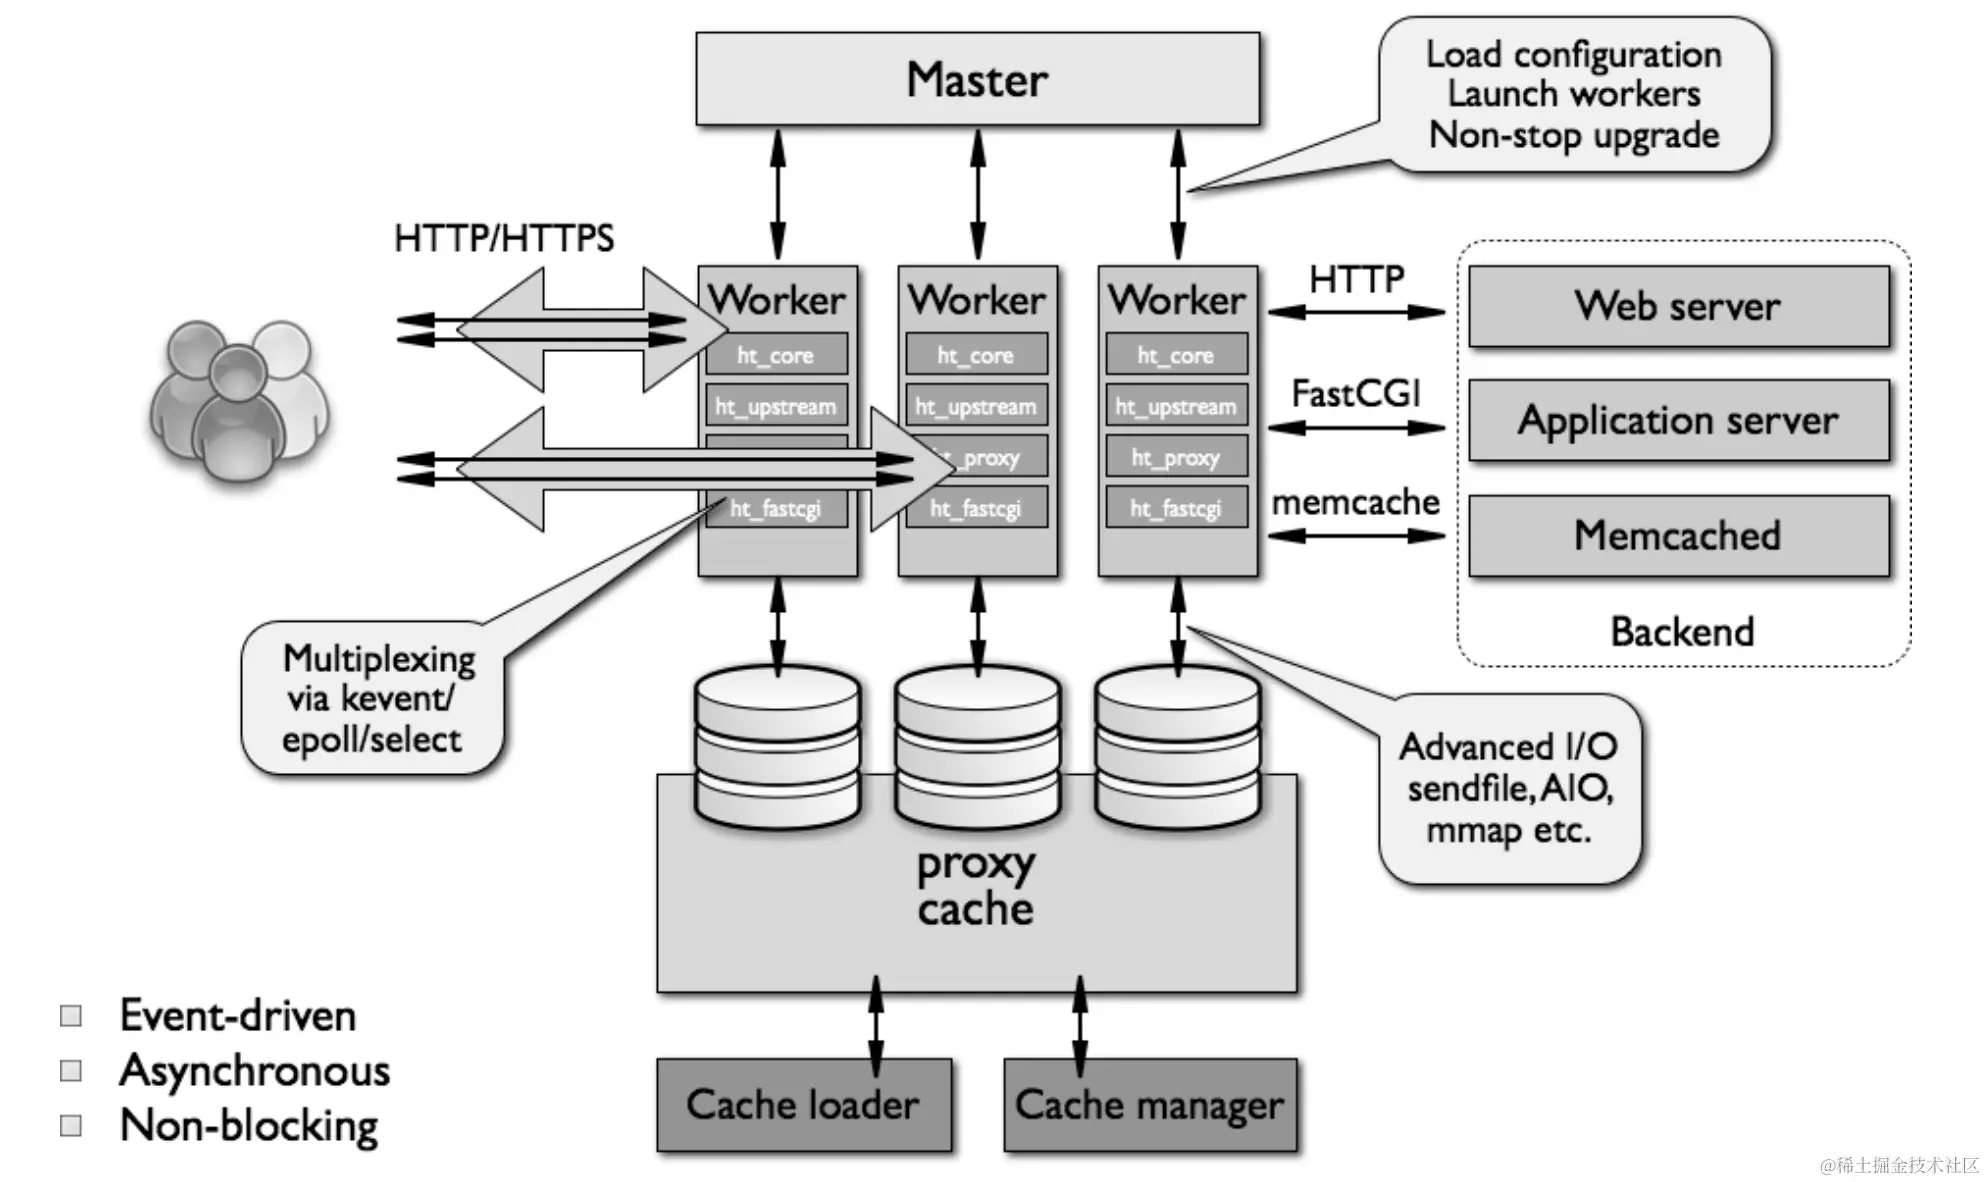 Master
Load configuration
Launch workers
Non-stop upgrade
HTTP/HTTPS
Worker
ht_core
ht_upstream
ht_fastcgi
Worker
ht_core
ht_upstream
ht_proxy
ht_fastcgi
Worker
ht_core
ht_upstream
ht_proxy
ht_fastcgi
HTTP
FastCGI
memcache
Web server
Application server
Memcached
Backend
Multiplexing
via kevent/
epoll/select
Advanced I/O
sendfile, AIO,
mmap etc.
proxy
cache
Cache loader
Cache manager
Event-driven
Asynchronous
Non-blocking
@稀土掘金技术社区